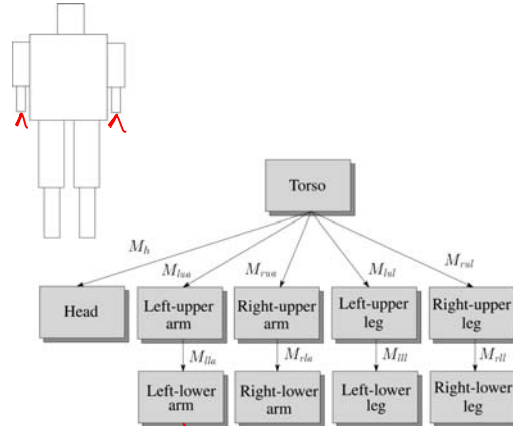 Torso
M_h
M_lua
M_rua
M_lul
M_rul
Head
Left-upper
arm
Right-upper
arm
Left-upper
leg
Right-upper
leg
M_lla
M_rla
M_lll
M_rll
Left-lower
arm
Right-lower
arm
Left-lower
leg
Right-lower
leg